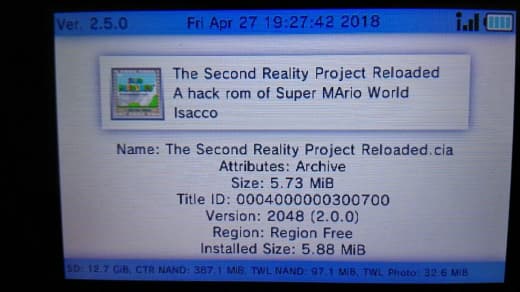 Ver. 2.5.0 Fri Apr 27 19:27:42 2018
The Second Reality Project Reloaded
A hack rom of Super MArio World
Isacco
Name: The Second Reality Project Reloaded.cia
Attributes: Archive
Size: 5.73 MiB
Title ID: 0004000000300700
Version: 2048 (2.0.0)
Region: Region Free
Installed Size: 5.88 MiB
SD: 12.7 GiB, CTR NAND: 387.1 MiB, TWL NAND: 97.1 MiB, TWL Photo: 32.6 MiB